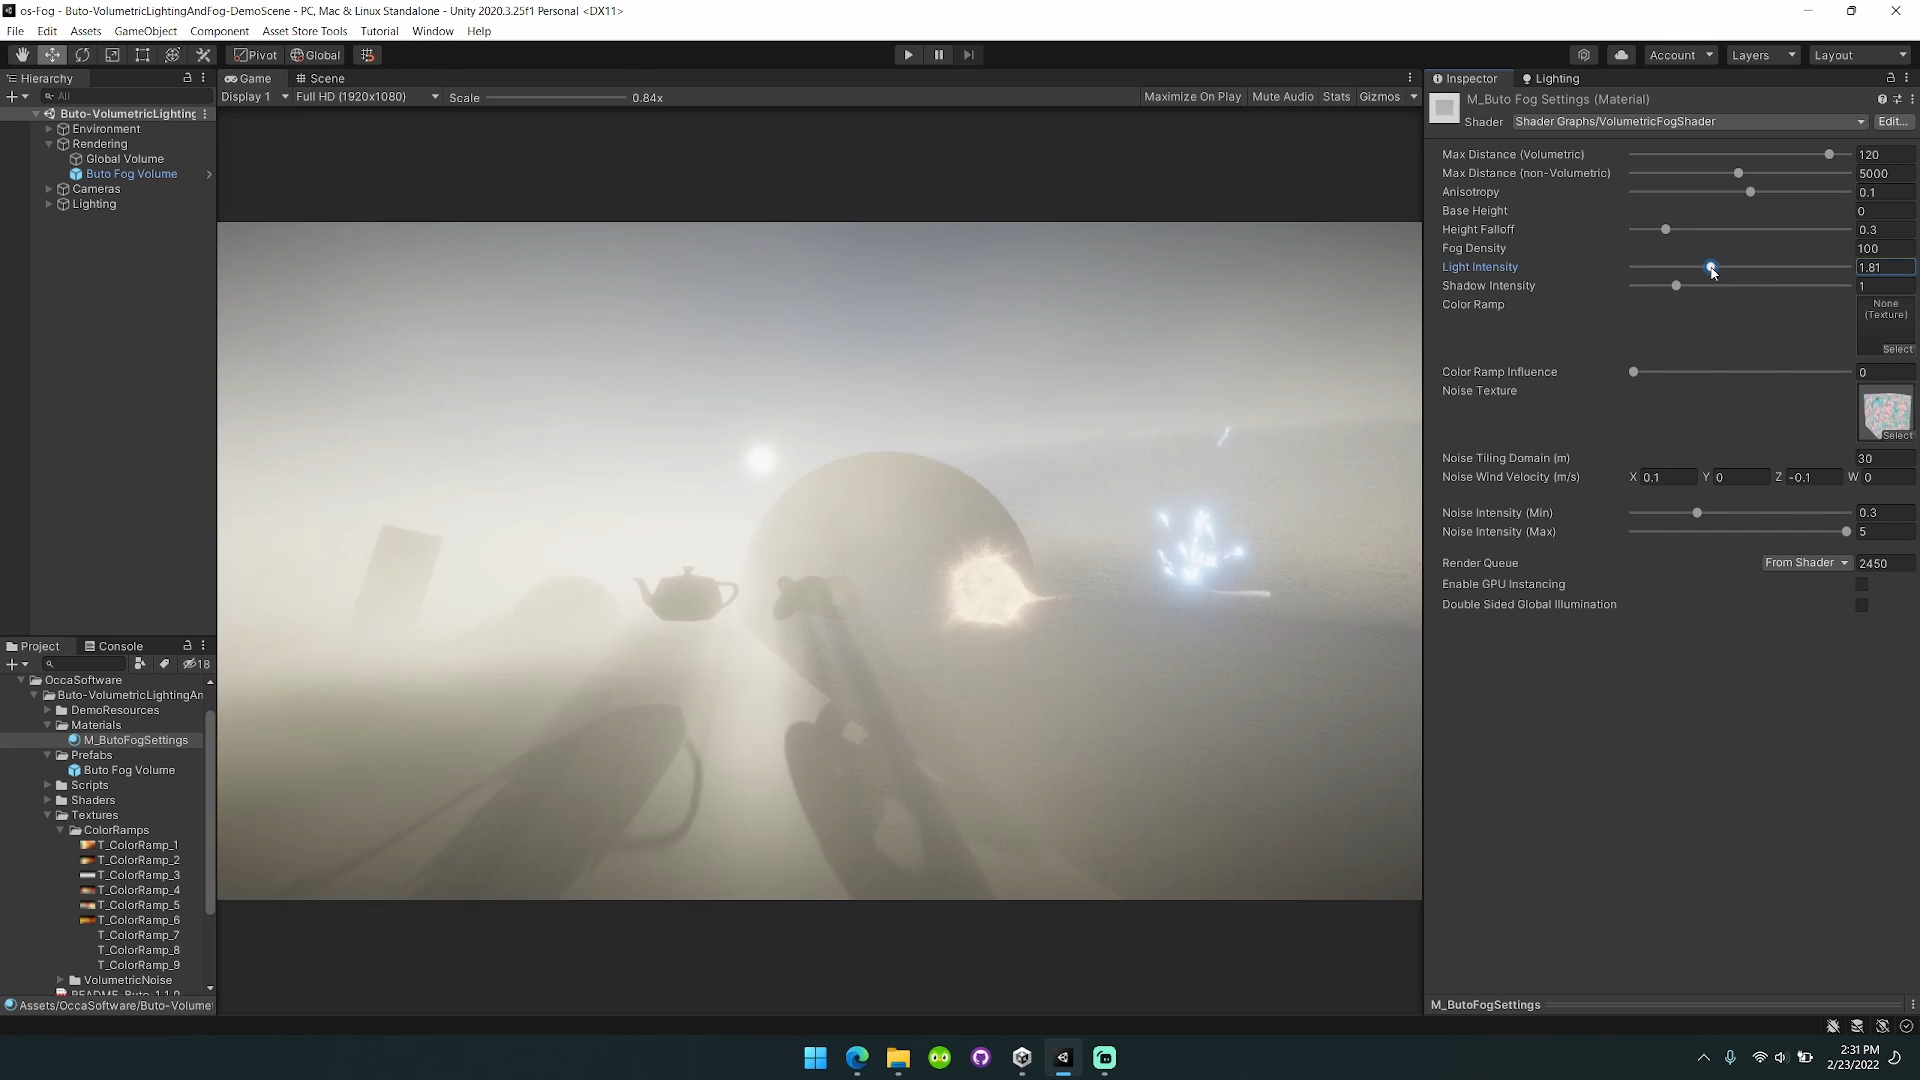 os-Fog - Buto-VolumetricLightingAndFog-DemoScene - PC, Mac & Linux Standalone - Unity 2020.3.25f1 Personal <DX11>
File Edit Assets GameObject Component Asset Store Tools Tutorial Window Help
Pivot Global Account Layers Layout
Hierarchy Game Scene Inspector Lighting
All Display 1 Full HD (1920x1080) Scale 0.84x Maximize On Play Mute Audio Stats Gizmos
Buto-VolumetricLighting
Environment
Rendering
Global Volume
Buto Fog Volume
Cameras
Lighting
M_Buto Fog Settings (Material)
Shader Shader Graphs/VolumetricFogShader Edit...
Max Distance (Volumetric) 120
Max Distance (non-Volumetric) 5000
Anisotropy 0.1
Base Height 0
Height Falloff 0.3
Fog Density 100
Light Intensity 1.81
Shadow Intensity 1
Color Ramp None
(Texture)
Select
Color Ramp Influence 0
Noise Texture
Select
Noise Tiling Domain (m) 30
Noise Wind Velocity (m/s) X 0.1 Y 0 Z -0.1 W 0
Noise Intensity (Min) 0.3
Noise Intensity (Max) 5
Render Queue From Shader 2450
Enable GPU Instancing
Double Sided Global Illumination
Project Console
18
OccaSoftware
Buto-VolumetricLightingAn
DemoResources
Materials
M_ButoFogSettings
Prefabs
Buto Fog Volume
Scripts
Shaders
Textures
ColorRamps
T_ColorRamp_1
T_ColorRamp_2
T_ColorRamp_3
T_ColorRamp_4
T_ColorRamp_5
T_ColorRamp_6
T_ColorRamp_7
T_ColorRamp_8
T_ColorRamp_9
VolumetricNoise
README-Buto-1.1.0
Assets/OccaSoftware/Buto-Volume
M_ButoFogSettings
2:31 PM
2/23/2022